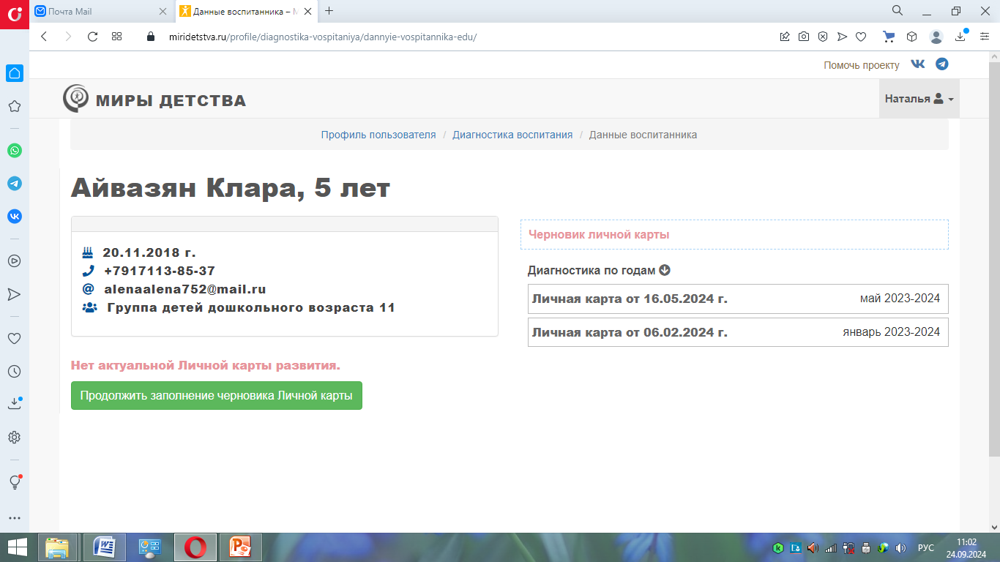 Почта Mail
Данные воспитанника – М
miridetstva.ru/profile/diagnostika-vospitaniya/dannyie-vospitannika-edu/
Помочь проекту
МИРЫ ДЕТСТВА
Наталья
Профиль пользователя / Диагностика воспитания / Данные воспитанника
Айвазян Клара, 5 лет
20.11.2018 г.
+7917113-85-37
alenaalena752@mail.ru
Группа детей дошкольного возраста 11
Нет актуальной Личной карты развития.
Продолжить заполнение черновика Личной карты
Черновик личной карты
Диагностика по годам
Личная карта от 16.05.2024 г. май 2023-2024
Личная карта от 06.02.2024 г. январь 2023-2024
РУС
11:02
24.09.2024